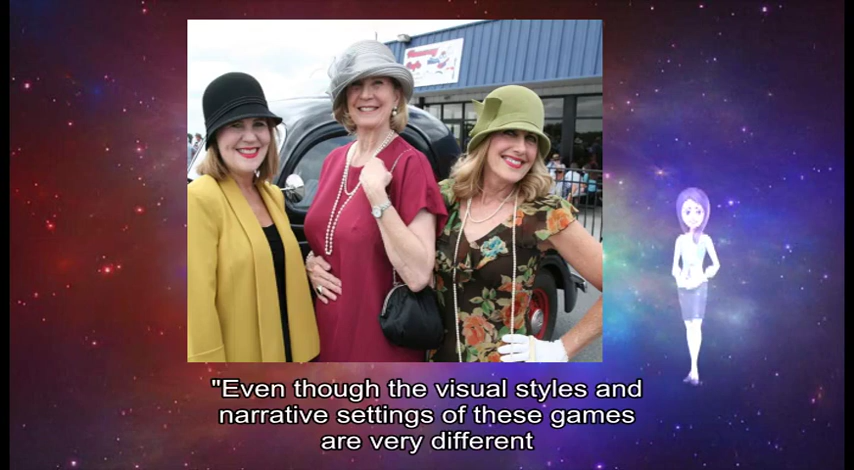 "Even though the visual styles and
narrative settings of these games
are very different